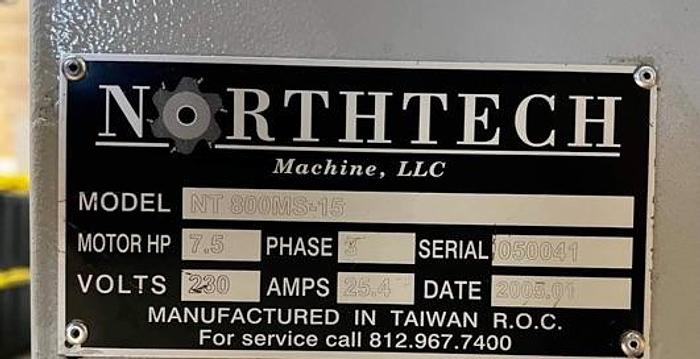 NORTHTECH
Machine, LLC
MODEL NT 800MS-15
MOTOR HP 7.5 PHASE 3 SERIAL 050041
VOLTS 230 AMPS 25.4 DATE 2005.01
MANUFACTURED IN TAIWAN R.O.C.
For service call 812.967.7400